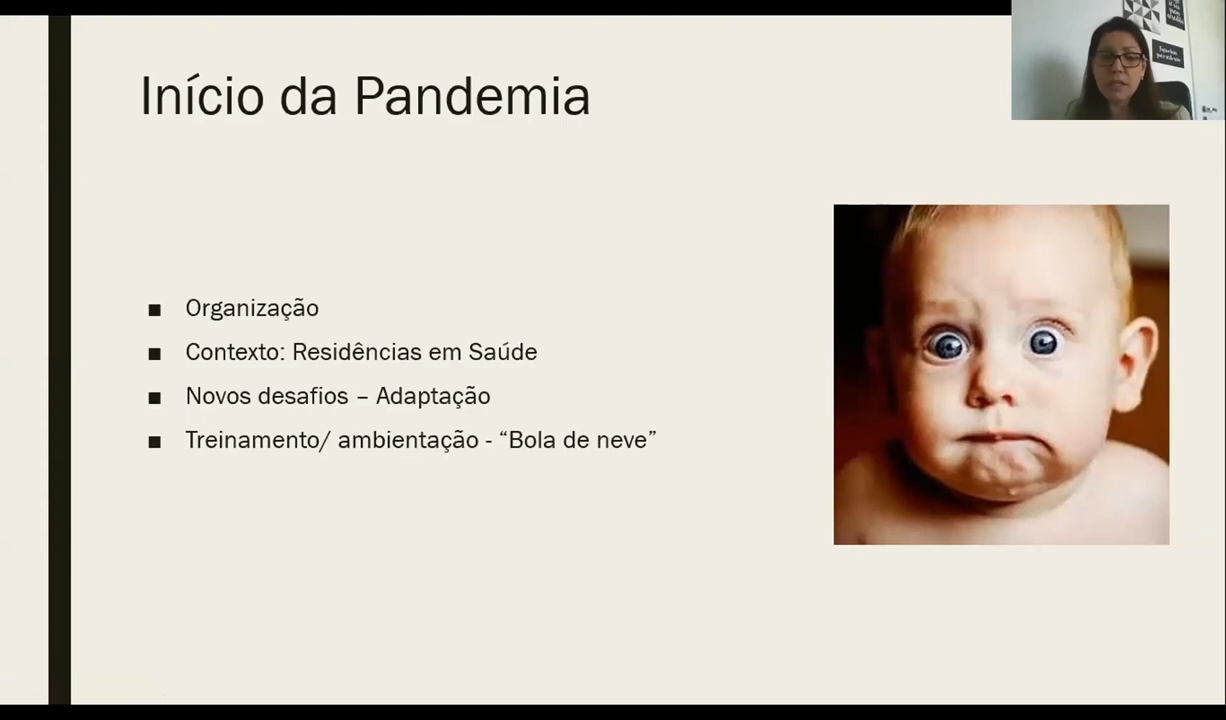 Início da Pandemia
Organização
Contexto: Residências em Saúde
Novos desafios – Adaptação
Treinamento/ ambientação - “Bola de neve”